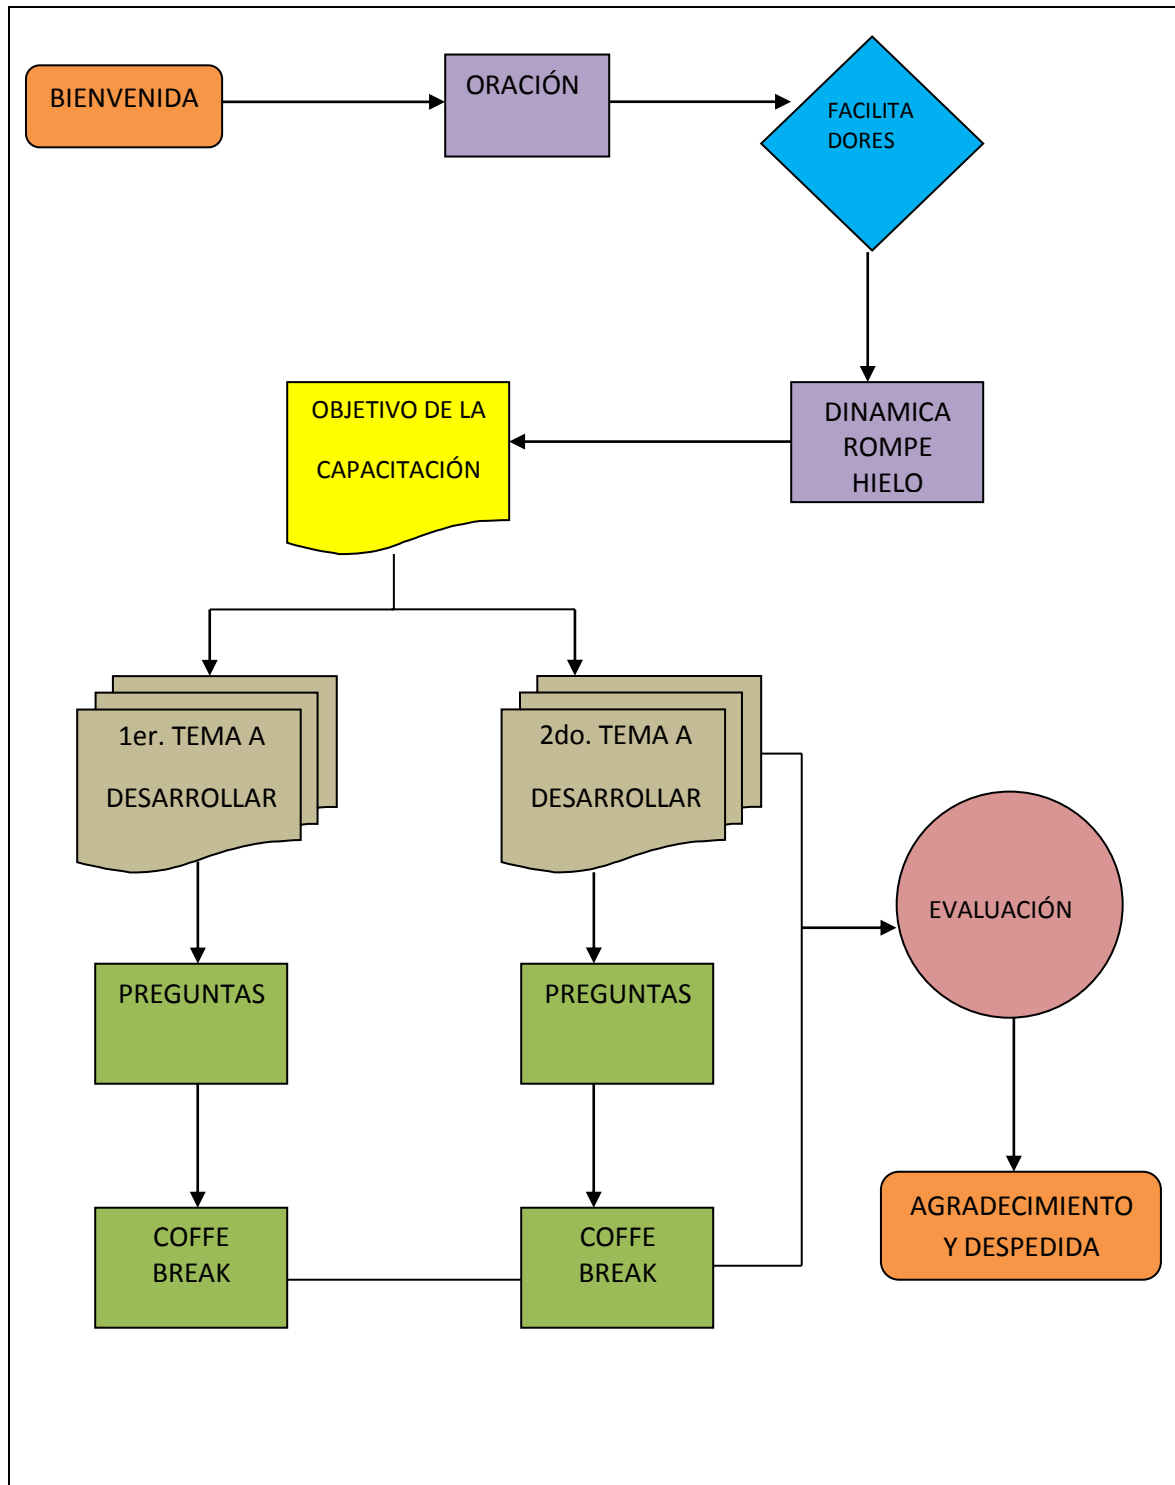 BIENVENIDA
ORACIÓN
FACILITA
DORES
OBJETIVO DE LA
CAPACITACIÓN
DINAMICA
ROMPE
HIELO
1er. TEMA A
DESARROLLAR
2do. TEMA A
DESARROLLAR
EVALUACIÓN
PREGUNTAS
PREGUNTAS
COFFE
BREAK
COFFE
BREAK
AGRADECIMIENTO
Y DESPEDIDA